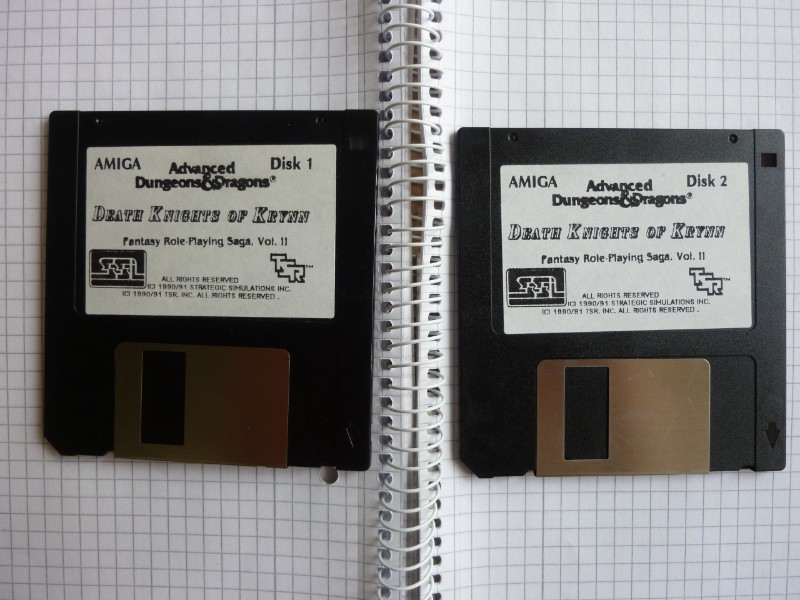 AMIGA Disk 1
Advanced
Dungeons&Dragons®
DEATH KNIGHTS OF KRYNN
Fantasy Role-Playing Saga, Vol. II
SSI
TSR™
ALL RIGHTS RESERVED
(C) 1990/91 STRATEGIC SIMULATIONS INC.
(C) 1990/91 TSR, INC. ALL RIGHTS RESERVED .
AMIGA Disk 2
Advanced
Dungeons&Dragons®
DEATH KNIGHTS OF KRYNN
Fantasy Role-Playing Saga, Vol. II
SSI
TSR™
ALL RIGHTS RESERVED
(C) 1990/91 STRATEGIC SIMULATIONS INC.
(C) 1990/91 TSR, INC. ALL RIGHTS RESERVED .